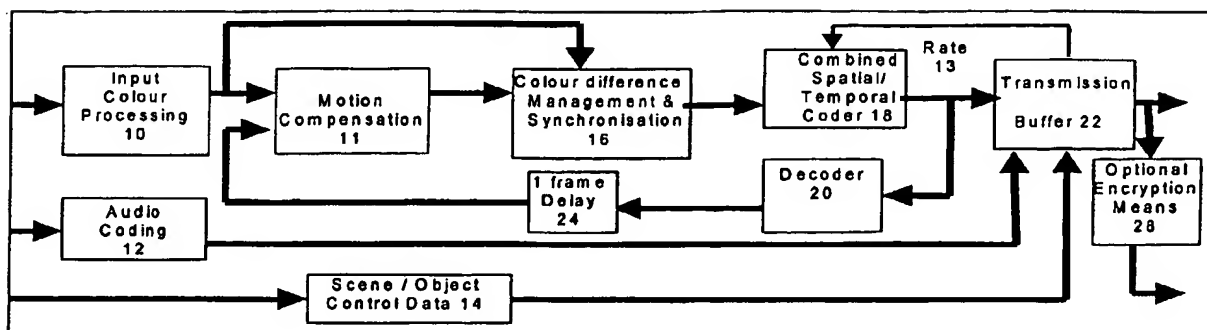 Input
Colour
Processing
10
Motion
Compensation
11
Colour difference
Management &
Synchronisation
16
Combined
Spatial/
Temporal
Coder 18
Rate
13
Transmission
Buffer 22
1 frame
Delay
24
Decoder
20
Optional
Encryption
Means
28
Audio
Coding
12
Scene / Object
Control Data 14